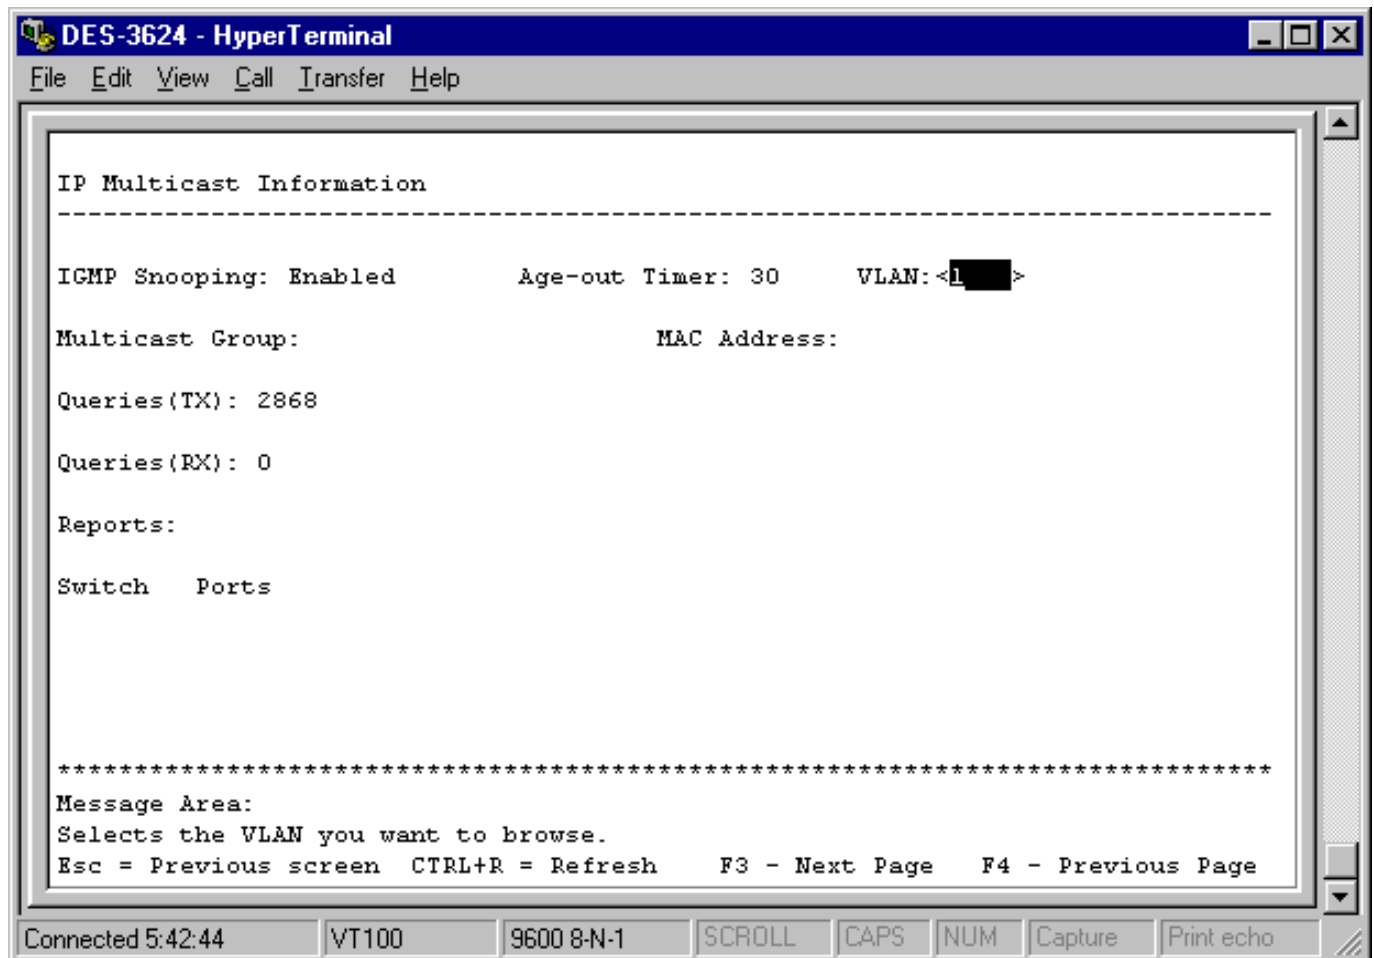 DES-3624 - HyperTerminal
File Edit View Call Transfer Help
IP Multicast Information
-------------------------------------------------------------------------------
IGMP Snooping: Enabled Age-out Timer: 30 VLAN:<1 >
Multicast Group: MAC Address:
Queries(TX): 2868
Queries(RX): 0
Reports:
Switch Ports
*******************************************************************************
Message Area:
Selects the VLAN you want to browse.
Esc = Previous screen CTRL+R = Refresh F3 - Next Page F4 - Previous Page
Connected 5:42:44 VT100 9600 8-N-1 SCROLL CAPS NUM Capture Print echo